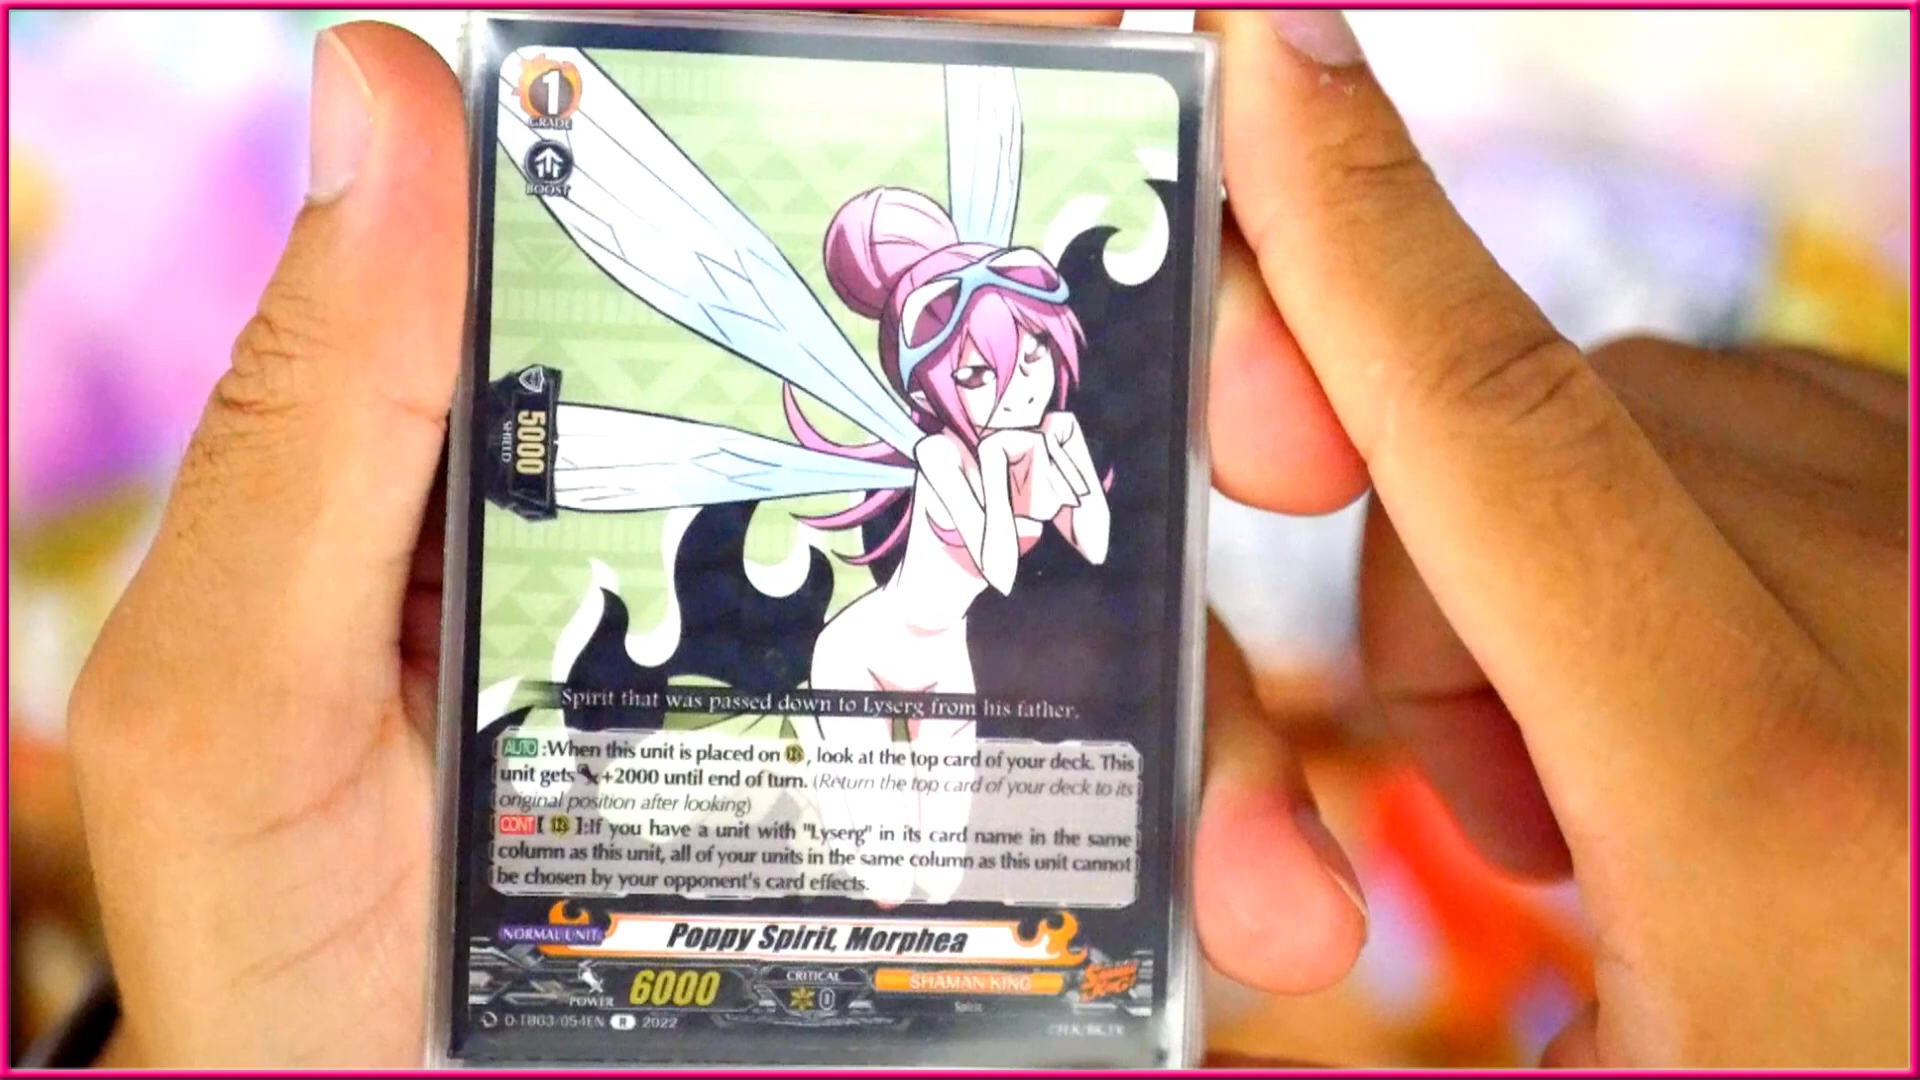 1
GRADE
BOOST
5000
SHIELD
Spirit that was passed down to Lyserg from his father.
AUTO:When this unit is placed on , look at the top card of your deck. This
unit gets +2000 until end of turn. (Return the top card of your deck to its
original position after looking)
CONT[ ]:If you have a unit with "Lyserg" in its card name in the same
column as this unit, all of your units in the same column as this unit cannot
be chosen by your opponent's card effects.
NORMAL UNIT
Poppy Spirit, Morphea
POWER 6000
CRITICAL
0
SHAMAN KING
SHAMAN KING
Spirit
D-TB03/054EN R 2022